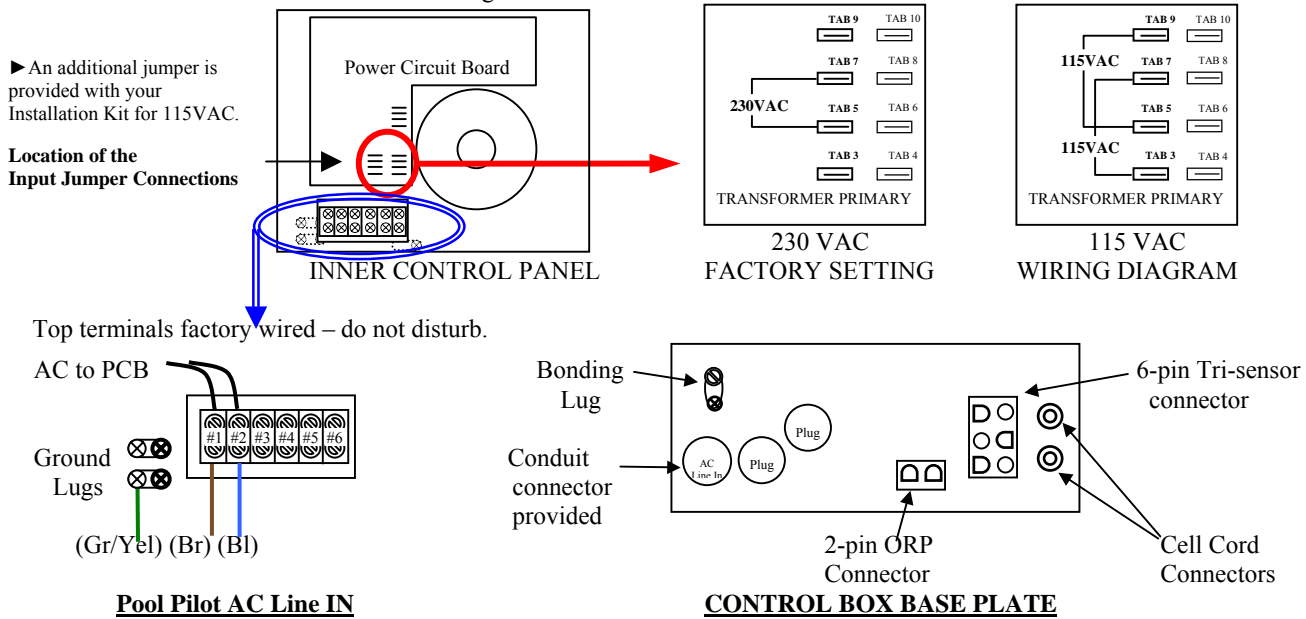 ►An additional jumper is
provided with your
Installation Kit for 115VAC.
Location of the
Input Jumper Connections
Power Circuit Board
INNER CONTROL PANEL
TAB 9 TAB 10
TAB 7 TAB 8
230VAC
TAB 5 TAB 6
TAB 3 TAB 4
TRANSFORMER PRIMARY
230 VAC
FACTORY SETTING
TAB 9 TAB 10
115VAC TAB 7 TAB 8
TAB 5 TAB 6
115VAC
TAB 3 TAB 4
TRANSFORMER PRIMARY
115 VAC
WIRING DIAGRAM
Top terminals factory wired – do not disturb.
AC to PCB
#1 #2 #3 #4 #5 #6
Ground
Lugs
(Gr/Yel) (Br) (Bl)
Pool Pilot AC Line IN
Bonding
Lug
Conduit
connector
provided
AC
Line In
Plug
Plug
6-pin Tri-sensor
connector
2-pin ORP
Connector
Cell Cord
Connectors
CONTROL BOX BASE PLATE